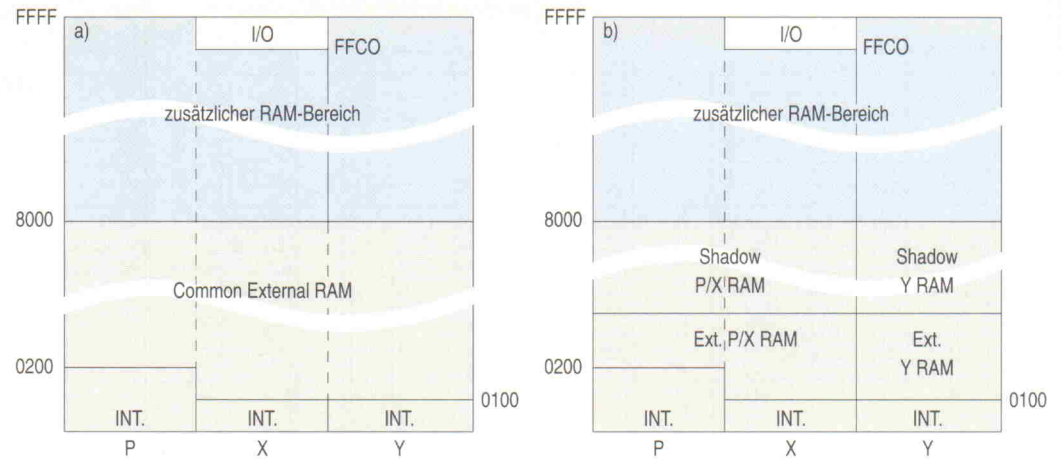 FFFF
a)
I/O
FFCO
zusätzlicher RAM-Bereich
8000
Common External RAM
0200
0100
INT.
INT.
INT.
P
X
Y
FFFF
b)
I/O
FFCO
zusätzlicher RAM-Bereich
8000
Shadow
P/X RAM
Shadow
Y RAM
Ext. P/X RAM
Ext.
Y RAM
0200
0100
INT.
INT.
INT.
P
X
Y